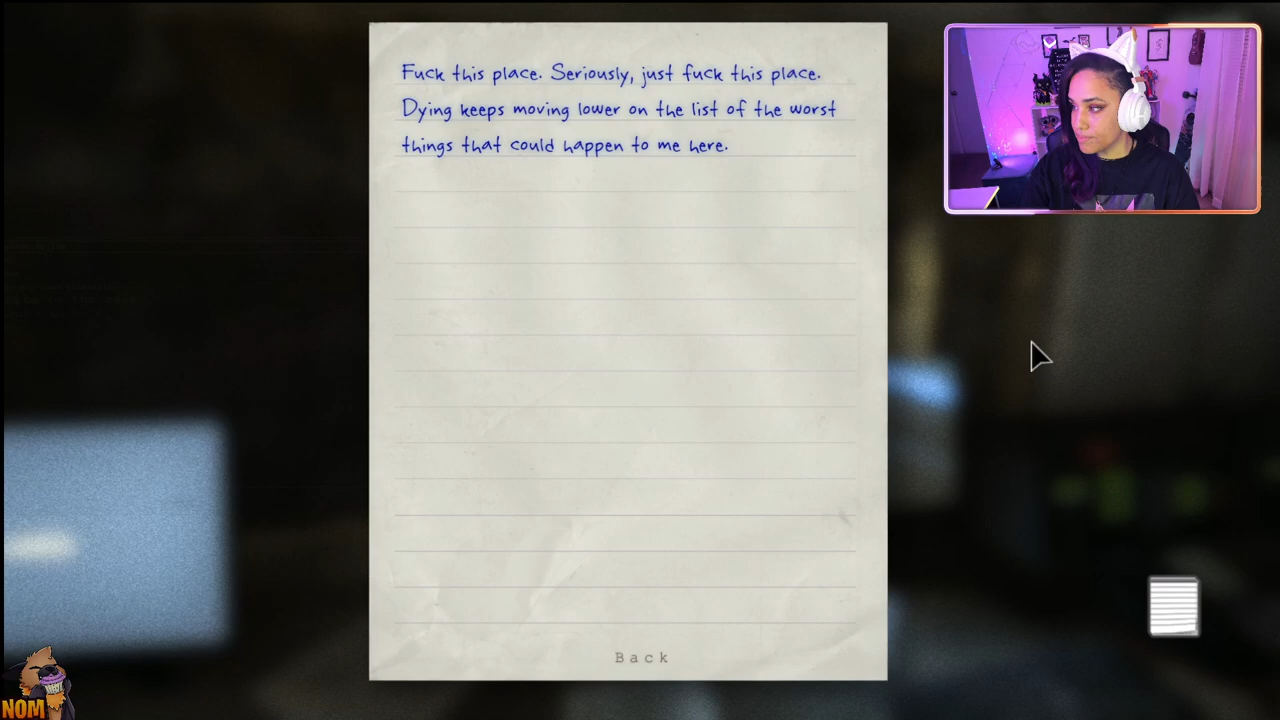 Fuck this place. Seriously, just fuck this place.
Dying keeps moving lower on the list of the worst
things that could happen to me here.
Back
NOM